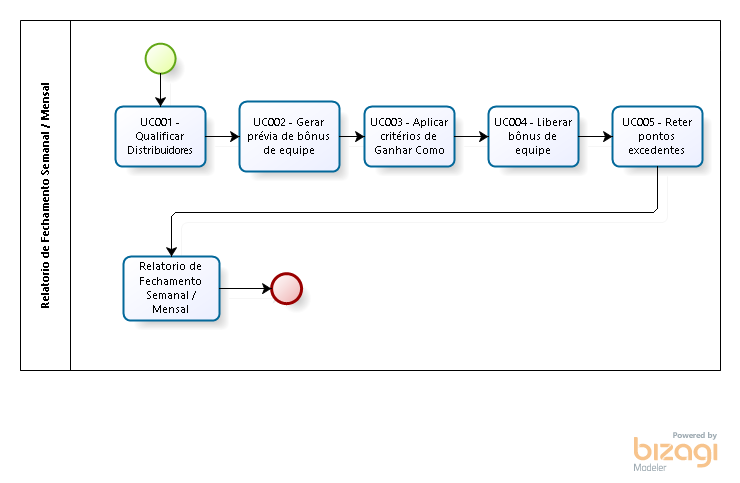 Relatorio de Fechamento Semanal / Mensal
UC001 -
Qualificar
Distribuidores
UC002 - Gerar
prévia de bônus
de equipe
UC003 - Aplicar
critérios de
Ganhar Como
UC004 - Liberar
bônus de
equipe
UC005 - Reter
pontos
excedentes
Relatorio de
Fechamento
Semanal /
Mensal
Powered by
bizagi
Modeler